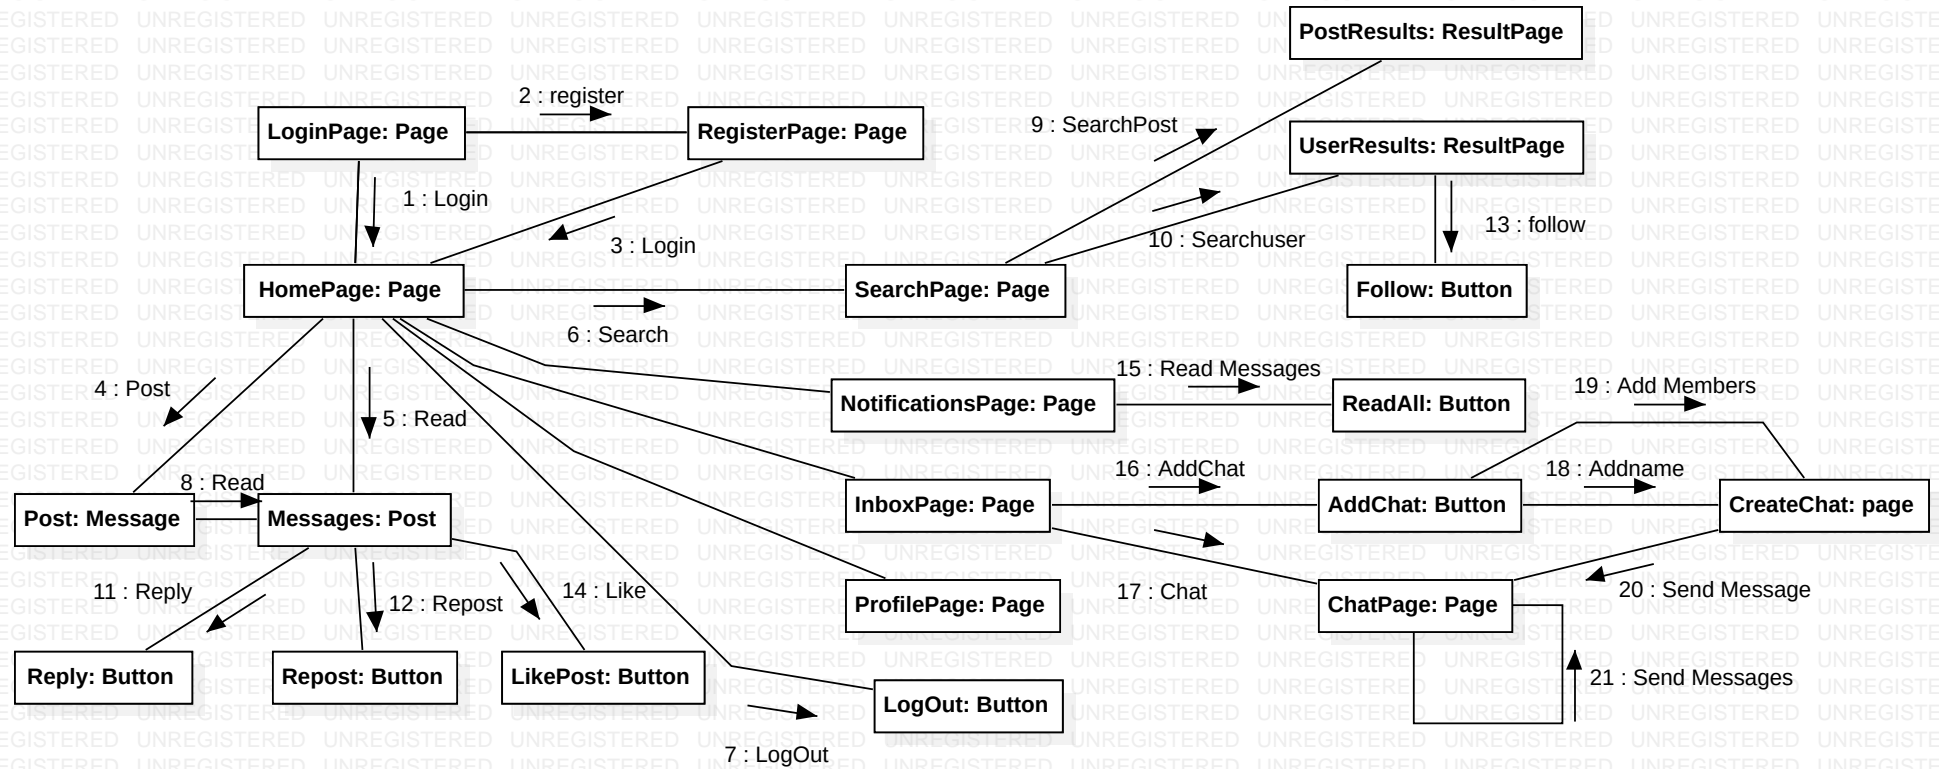 PostResults: ResultPage
2 : register
LoginPage: Page
RegisterPage: Page
9 : SearchPost
UserResults: ResultPage
1 : Login
3 : Login
10 : Searchuser
13 : follow
HomePage: Page
SearchPage: Page
Follow: Button
6 : Search
4 : Post
5 : Read
15 : Read Messages
19 : Add Members
NotificationsPage: Page
ReadAll: Button
8 : Read
16 : AddChat
18 : Addname
Post: Message
Messages: Post
InboxPage: Page
AddChat: Button
CreateChat: page
11 : Reply
12 : Repost
14 : Like
ProfilePage: Page
17 : Chat
ChatPage: Page
20 : Send Message
Reply: Button
Repost: Button
LikePost: Button
LogOut: Button
21 : Send Messages
7 : LogOut
UNREGISTERED